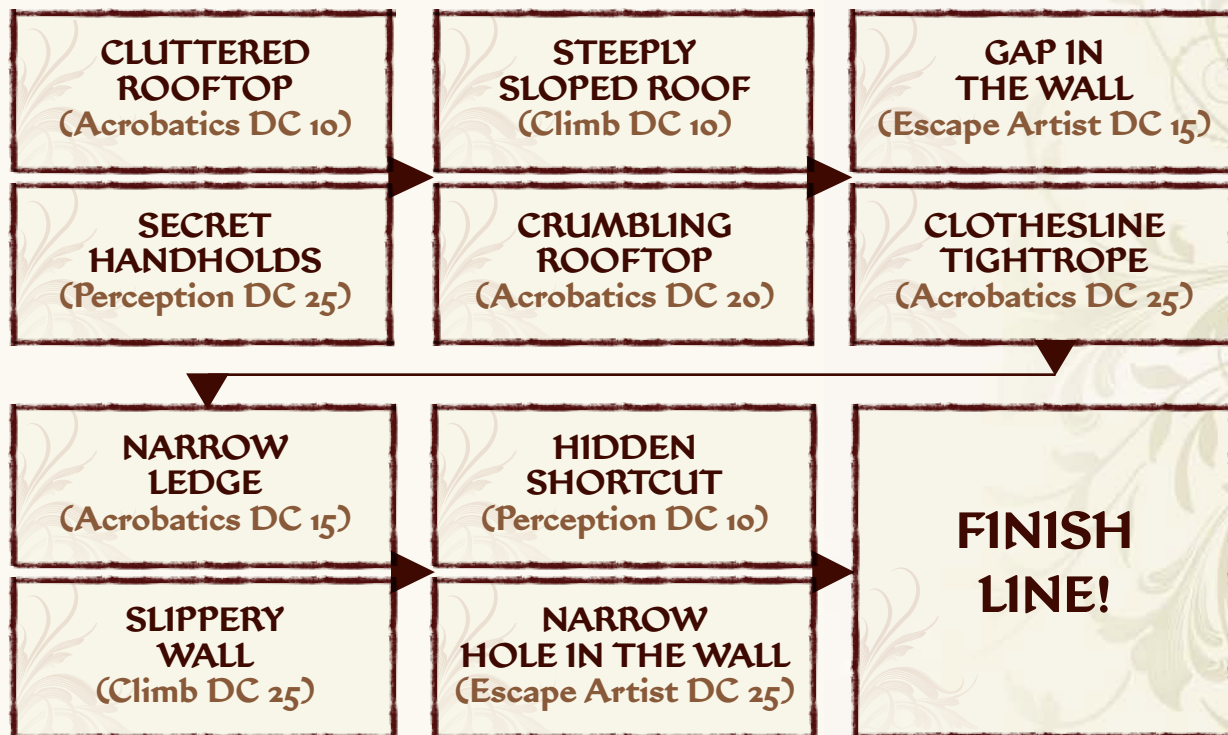 CLUTTERED
ROOFTOP
(Acrobatics DC 10)
SECRET
HANDHOLDS
(Perception DC 25)
STEEPLY
SLOPED ROOF
(Climb DC 10)
CRUMBLING
ROOFTOP
(Acrobatics DC 20)
GAP IN
THE WALL
(Escape Artist DC 15)
CLOTHESLINE
TIGHTROPE
(Acrobatics DC 25)
NARROW
LEDGE
(Acrobatics DC 15)
SLIPPERY
WALL
(Climb DC 25)
HIDDEN
SHORTCUT
(Perception DC 10)
NARROW
HOLE IN THE WALL
(Escape Artist DC 25)
FINISH
LINE!